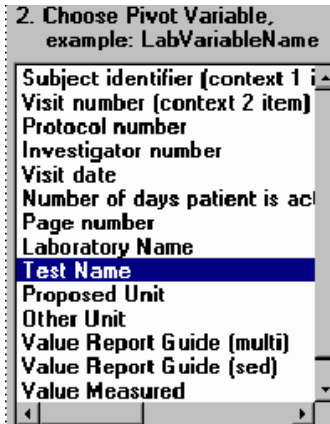 2. Choose Pivot Variable,
example: LabVariableName
Subject identifier (context 1 i
Visit number (context 2 item)
Protocol number
Investigator number
Visit date
Number of days patient is act
Page number
Laboratory Name
Test Name
Proposed Unit
Other Unit
Value Report Guide (multi)
Value Report Guide (sed)
Value Measured